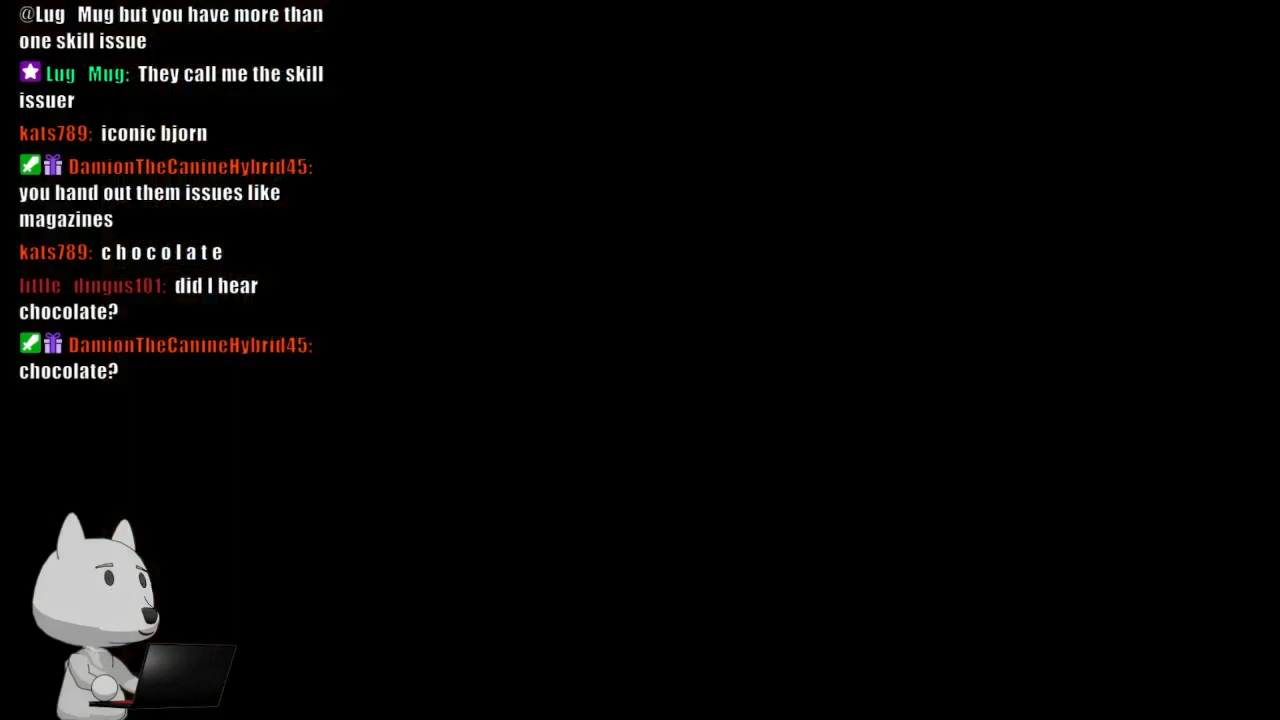 @Lug Mug but you have more than
one skill issue
Lug Mug: They call me the skill
issuer
kats789: iconic bjorn
DamionTheCanineHybrid45:
you hand out them issues like
magazines
kats789: c h o c o l a t e
little dingus101: did I hear
chocolate?
DamionTheCanineHybrid45:
chocolate?